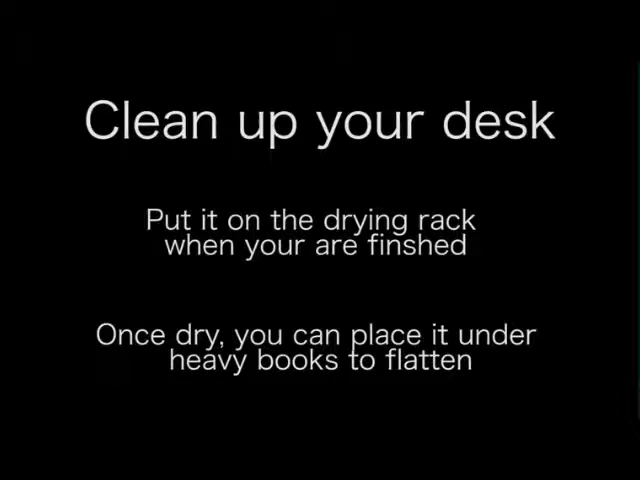 Clean up your desk
Put it on the drying rack
when your are finshed
Once dry, you can place it under
heavy books to flatten